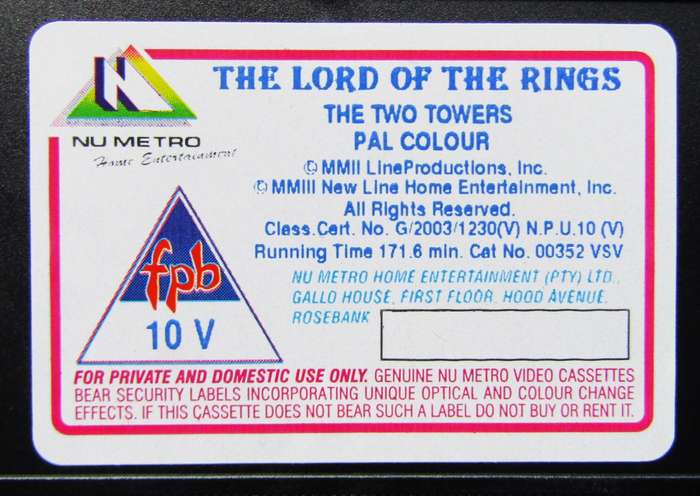 THE LORD OF THE RINGS
THE TWO TOWERS
PAL COLOUR
NU METRO
Home Entertainment
© MMII LineProductions, Inc.
© MMIII New Line Home Entertainment, Inc.
All Rights Reserved.
Class.Cert. No. G/2003/1230(V) N.P.U.10 (V)
Running Time 171.6 min. Cat No. 00352 VSV
fpb
10 V
NU METRO HOME ENTERTAINMENT (PTY) LTD.,
GALLO HOUSE, FIRST FLOOR, HOOD AVENUE,
ROSEBANK
FOR PRIVATE AND DOMESTIC USE ONLY. GENUINE NU METRO VIDEO CASSETTES
BEAR SECURITY LABELS INCORPORATING UNIQUE OPTICAL AND COLOUR CHANGE
EFFECTS. IF THIS CASSETTE DOES NOT BEAR SUCH A LABEL DO NOT BUY OR RENT IT.